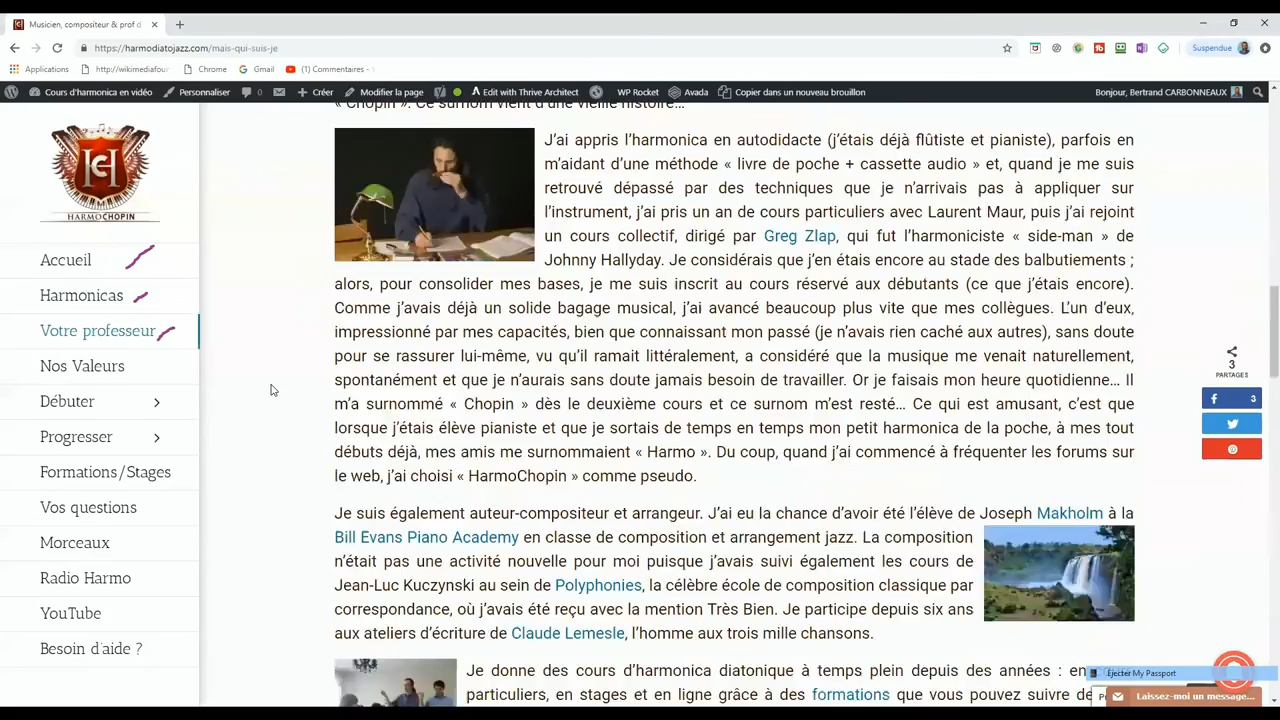 Musicien, compositeur & prof d
https://harmodiatojazz.com/mais-qui-suis-je
Suspendue
Applications
http://wikimediafour
Chrome
Gmail
(1) Commentaires -
Cours d'harmonica en vidéo
Personnaliser
0
Créer
Modifier la page
Edit with Thrive Architect
WP Rocket
Avada
Copier dans un nouveau brouillon
Bonjour, Bertrand CARBONNEAUX
HARMOCHOPIN
Accueil
Harmonicas
Votre professeur
Nos Valeurs
Débuter
Progresser
Formations/Stages
Vos questions
Morceaux
Radio Harmo
YouTube
Besoin d'aide ?
« Chopin ». Ce surnom vient d'une vieille histoire…
J'ai appris l'harmonica en autodidacte (j'étais déjà flûtiste et pianiste), parfois en
m'aidant d'une méthode « livre de poche + cassette audio » et, quand je me suis
retrouvé dépassé par des techniques que je n'arrivais pas à appliquer sur
l'instrument, j'ai pris un an de cours particuliers avec Laurent Maur, puis j'ai rejoint
un cours collectif, dirigé par Greg Zlap, qui fut l'harmoniciste « side-man » de
Johnny Hallyday. Je considérais que j'en étais encore au stade des balbutiements ;
alors, pour consolider mes bases, je me suis inscrit au cours réservé aux débutants (ce que j'étais encore).
Comme j'avais déjà un solide bagage musical, j'ai avancé beaucoup plus vite que mes collègues. L'un d'eux,
impressionné par mes capacités, bien que connaissant mon passé (je n'avais rien caché aux autres), sans doute
pour se rassurer lui-même, vu qu'il ramait littéralement, a considéré que la musique me venait naturellement,
spontanément et que je n'aurais sans doute jamais besoin de travailler. Or je faisais mon heure quotidienne… Il
m'a surnommé « Chopin » dès le deuxième cours et ce surnom m'est resté… Ce qui est amusant, c'est que
lorsque j'étais élève pianiste et que je sortais de temps en temps mon petit harmonica de la poche, à mes tout
débuts déjà, mes amis me surnommaient « Harmo ». Du coup, quand j'ai commencé à fréquenter les forums sur
le web, j'ai choisi « HarmoChopin » comme pseudo.
Je suis également auteur-compositeur et arrangeur. J'ai eu la chance d'avoir été l'élève de Joseph Makholm à la
Bill Evans Piano Academy en classe de composition et arrangement jazz. La composition
n'était pas une activité nouvelle pour moi puisque j'avais suivi également les cours de
Jean-Luc Kuczynski au sein de Polyphonies, la célèbre école de composition classique par
correspondance, où j'avais été reçu avec la mention Très Bien. Je participe depuis six ans
aux ateliers d'écriture de Claude Lemesle, l'homme aux trois mille chansons.
Je donne des cours d'harmonica diatonique à temps plein depuis des années : en
particuliers, en stages et en ligne grâce à des formations que vous pouvez suivre de
3
PARTAGES
3
Éjecter My Passport
Laissez-moi un message...